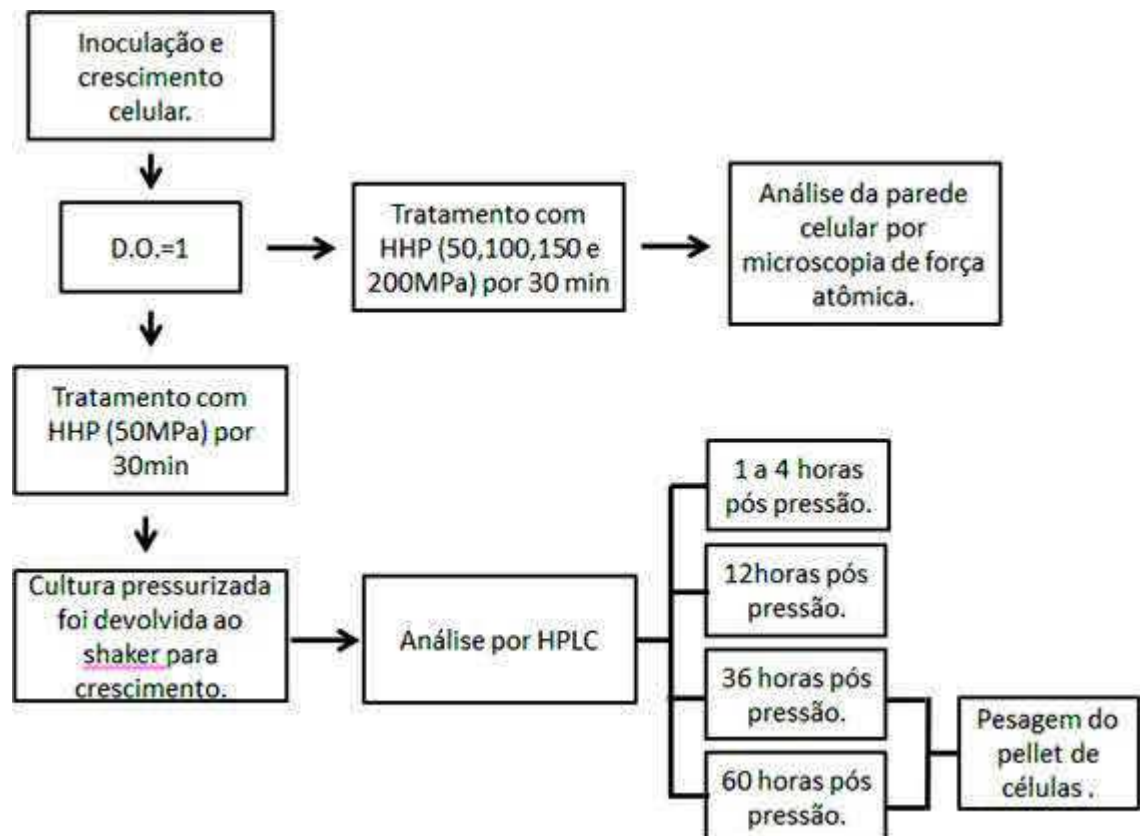 Inoculação e
crescimento
celular.
D.O.=1
Tratamento com
HHP (50,100,150 e
200MPa) por 30 min
Análise da parede
celular por
microscopia de força
atômica.
Tratamento com
HHP (50MPa) por
30min
Cultura pressurizada
foi devolvida ao
shaker para
crescimento.
Análise por HPLC
1 a 4 horas
pós pressão.
12horas pós
pressão.
36 horas pós
pressão.
60 horas pós
pressão.
Pesagem do
pellet de
células .